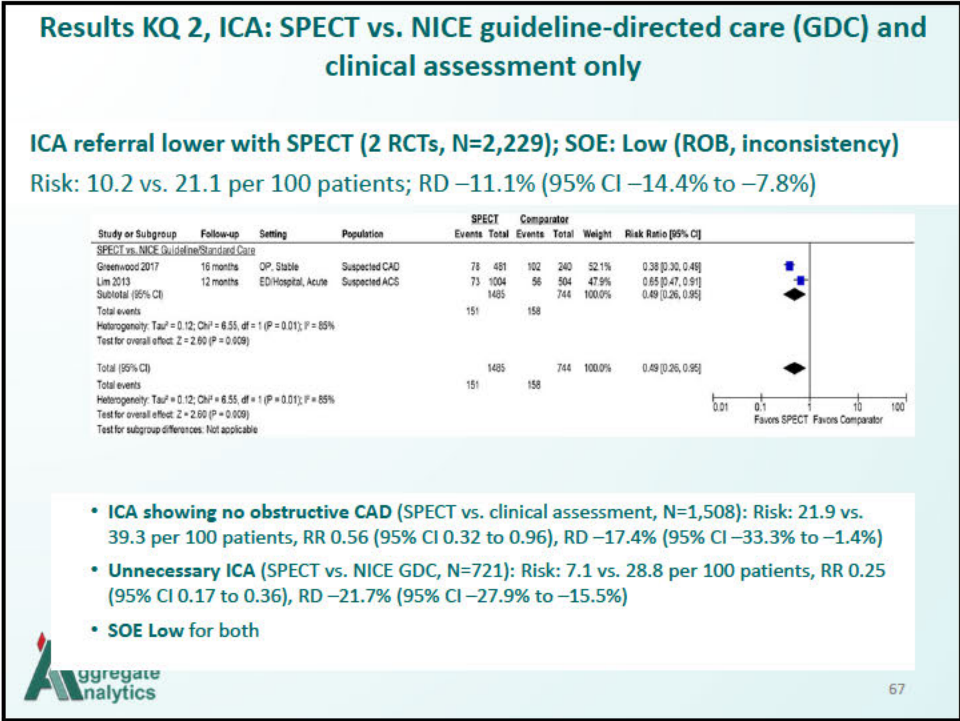 Results KQ 2, ICA: SPECT vs. NICE guideline-directed care (GDC) and
clinical assessment only
ICA referral lower with SPECT (2 RCTs, N=2,229); SOE: Low (ROB, inconsistency)
Risk: 10.2 vs. 21.1 per 100 patients; RD –11.1% (95% CI –14.4% to –7.8%)
SPECT Comparator
Study or Subgroup Follow-up Setting Population Events Total Events Total Weight Risk Ratio [95% CI]
SPECT vs. NICE Guideline/Standard Care
Greenwood 2017 16 months OP, Stable Suspected CAD 78 481 102 240 52.1% 0.38 [0.30, 0.49]
Lim 2013 12 months ED/Hospital, Acute Suspected ACS 73 1004 56 504 47.9% 0.65 [0.47, 0.91]
Subtotal (95% CI) 1485 744 100.0% 0.49 [0.26, 0.95]
Total events 151 158
Heterogeneity: Tau² = 0.12; Chi² = 6.55, df = 1 (P = 0.01); I² = 85%
Test for overall effect: Z = 2.60 (P = 0.009)
Total (95% CI) 1485 744 100.0% 0.49 [0.26, 0.95]
Total events 151 158
Heterogeneity: Tau² = 0.12; Chi² = 6.55, df = 1 (P = 0.01); I² = 85%
Test for overall effect: Z = 2.60 (P = 0.009)
Test for subgroup differences: Not applicable
0.01 0.1 1 10 100
Favors SPECT Favors Comparator
• ICA showing no obstructive CAD (SPECT vs. clinical assessment, N=1,508): Risk: 21.9 vs.
39.3 per 100 patients, RR 0.56 (95% CI 0.32 to 0.96), RD –17.4% (95% CI –33.3% to –1.4%)
• Unnecessary ICA (SPECT vs. NICE GDC, N=721): Risk: 7.1 vs. 28.8 per 100 patients, RR 0.25
(95% CI 0.17 to 0.36), RD –21.7% (95% CI –27.9% to –15.5%)
• SOE Low for both
Aggregate
Analytics
67